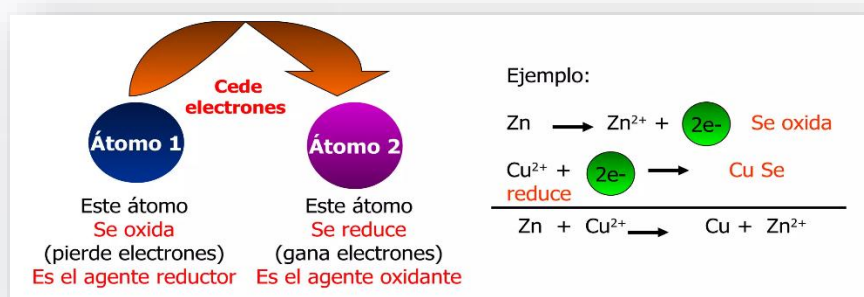 Cede
electrones
Átomo 1
Átomo 2
Este átomo
Se oxida
(pierde electrones)
Es el agente reductor
Este átomo
Se reduce
(gana electrones)
Es el agente oxidante
Ejemplo:
Zn → Zn²⁺ + 2e- Se oxida
Cu²⁺ + 2e- → Cu Se
reduce
Zn + Cu²⁺ → Cu + Zn²⁺